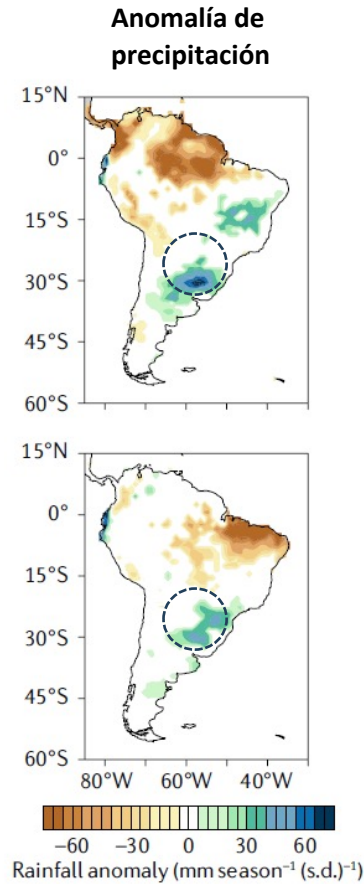 Anomalía de
precipitación
15°N
0°
15°S
30°S
45°S
60°S
15°N
0°
15°S
30°S
45°S
60°S
80°W 60°W 40°W
−60 −30 0 30 60
Rainfall anomaly (mm season⁻¹ (s.d.)⁻¹)